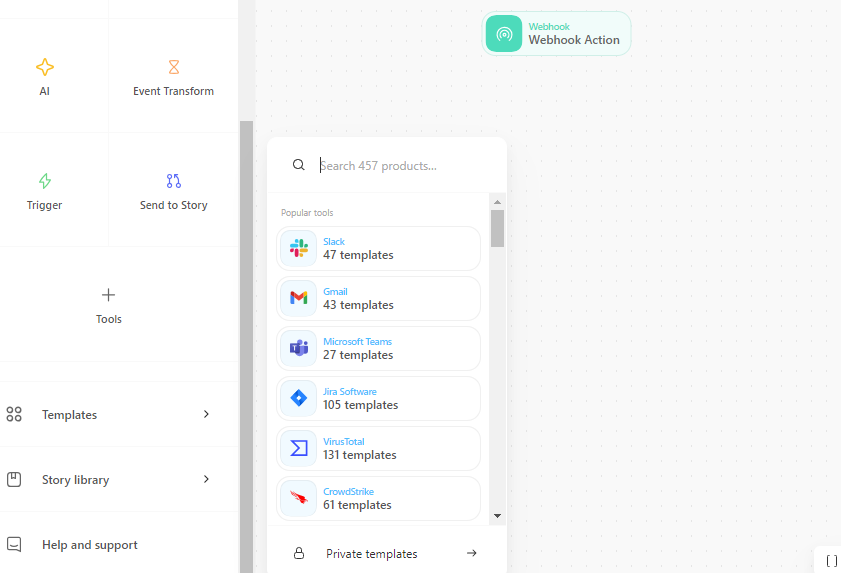 Webhook
Webhook Action
AI
Event Transform
Trigger
Send to Story
Tools
Templates
Story library
Help and support
Search 457 products...
Popular tools
Slack
47 templates
Gmail
43 templates
Microsoft Teams
27 templates
Jira Software
105 templates
VirusTotal
131 templates
CrowdStrike
61 templates
Private templates